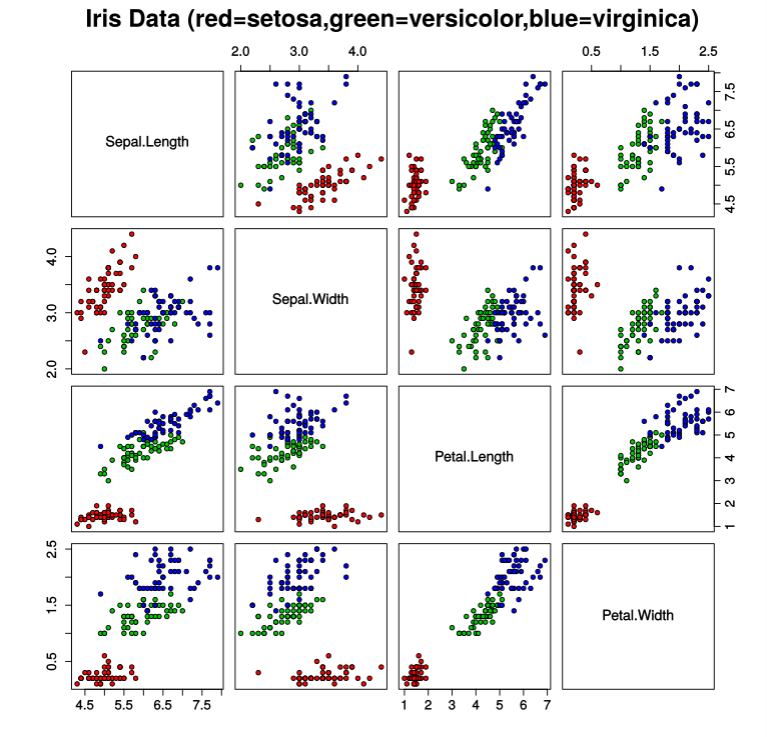 Iris Data (red=setosa,green=versicolor,blue=virginica)
2.0 3.0 4.0
0.5 1.5 2.5
Sepal.Length
4.5 5.5 6.5 7.5
2.0 3.0 4.0
Sepal.Width
Petal.Length
1 2 3 4 5 6 7
0.5 1.5 2.5
Petal.Width
4.5 5.5 6.5 7.5
1 2 3 4 5 6 7